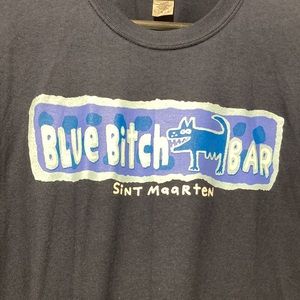 BLUE BitCh BAR
SiNT MaaRTEN